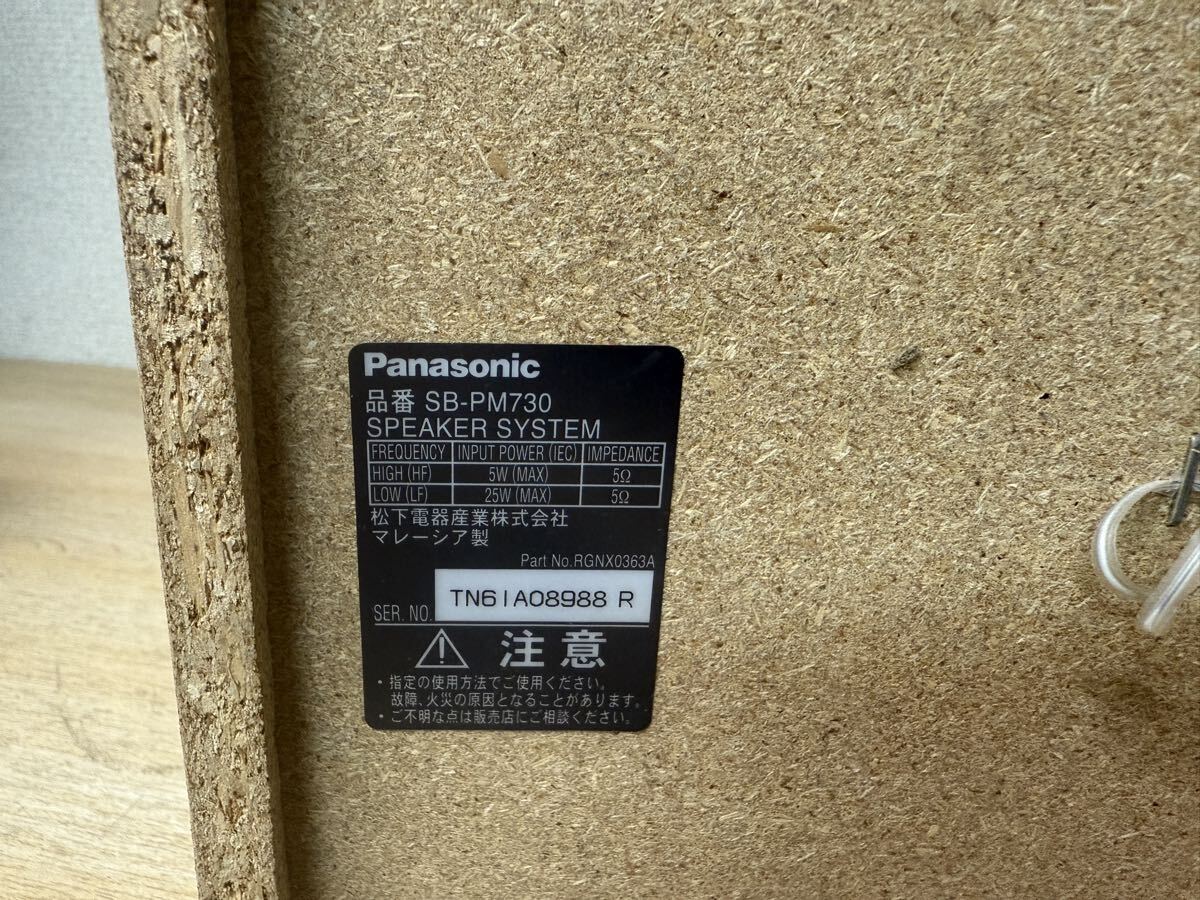 Panasonic
品番 SB-PM730
SPEAKER SYSTEM
FREQUENCY INPUT POWER (IEC) IMPEDANCE
HIGH (HF) 5W (MAX) 5Ω
LOW (LF) 25W (MAX) 5Ω
松下電器産業株式会社
マレーシア製
Part No.RGNX0363A
SER. NO. TN61A08988 R
注意
・指定の使用方法でご使用ください。
故障、火災の原因となることがあります。
・ご不明な点は販売店にご相談ください。